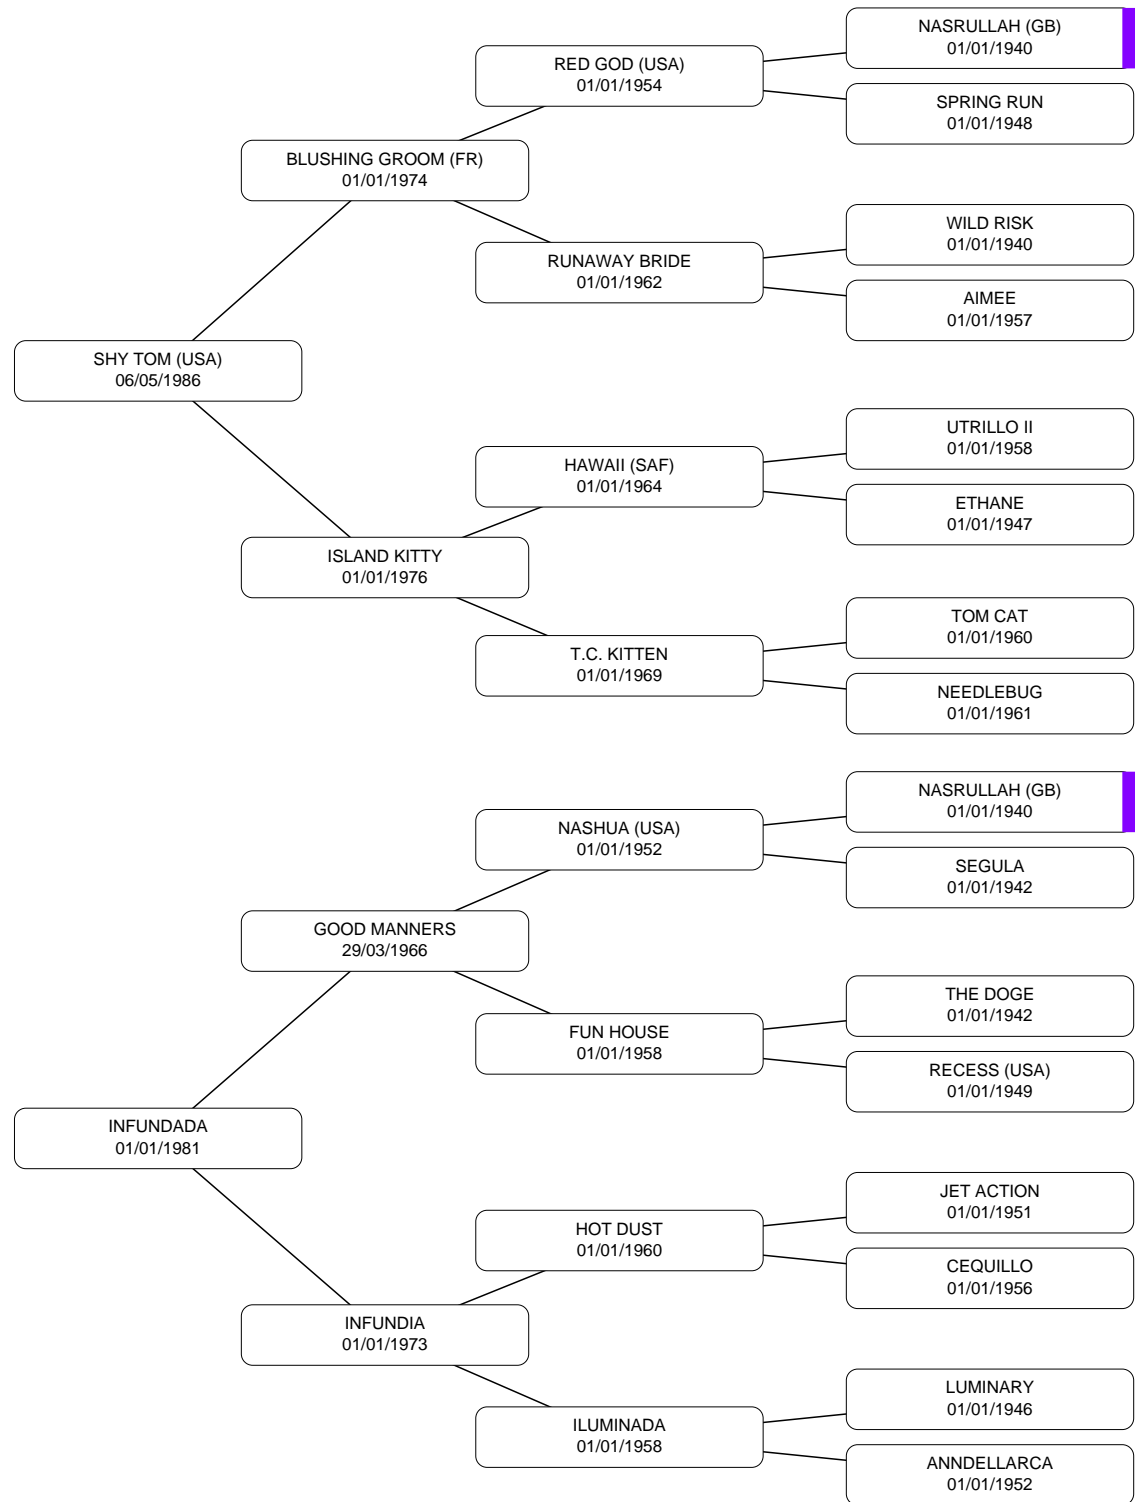 NASRULLAH (GB)
01/01/1940
RED GOD (USA)
01/01/1954
SPRING RUN
01/01/1948
BLUSHING GROOM (FR)
01/01/1974
WILD RISK
01/01/1940
RUNAWAY BRIDE
01/01/1962
AIMEE
01/01/1957
SHY TOM (USA)
06/05/1986
UTRILLO II
01/01/1958
HAWAII (SAF)
01/01/1964
ETHANE
01/01/1947
ISLAND KITTY
01/01/1976
TOM CAT
01/01/1960
T.C. KITTEN
01/01/1969
NEEDLEBUG
01/01/1961
NASRULLAH (GB)
01/01/1940
NASHUA (USA)
01/01/1952
SEGULA
01/01/1942
GOOD MANNERS
29/03/1966
THE DOGE
01/01/1942
FUN HOUSE
01/01/1958
RECESS (USA)
01/01/1949
INFUNDADA
01/01/1981
JET ACTION
01/01/1951
HOT DUST
01/01/1960
CEQUILLO
01/01/1956
INFUNDIA
01/01/1973
LUMINARY
01/01/1946
ILUMINADA
01/01/1958
ANNDELLARCA
01/01/1952